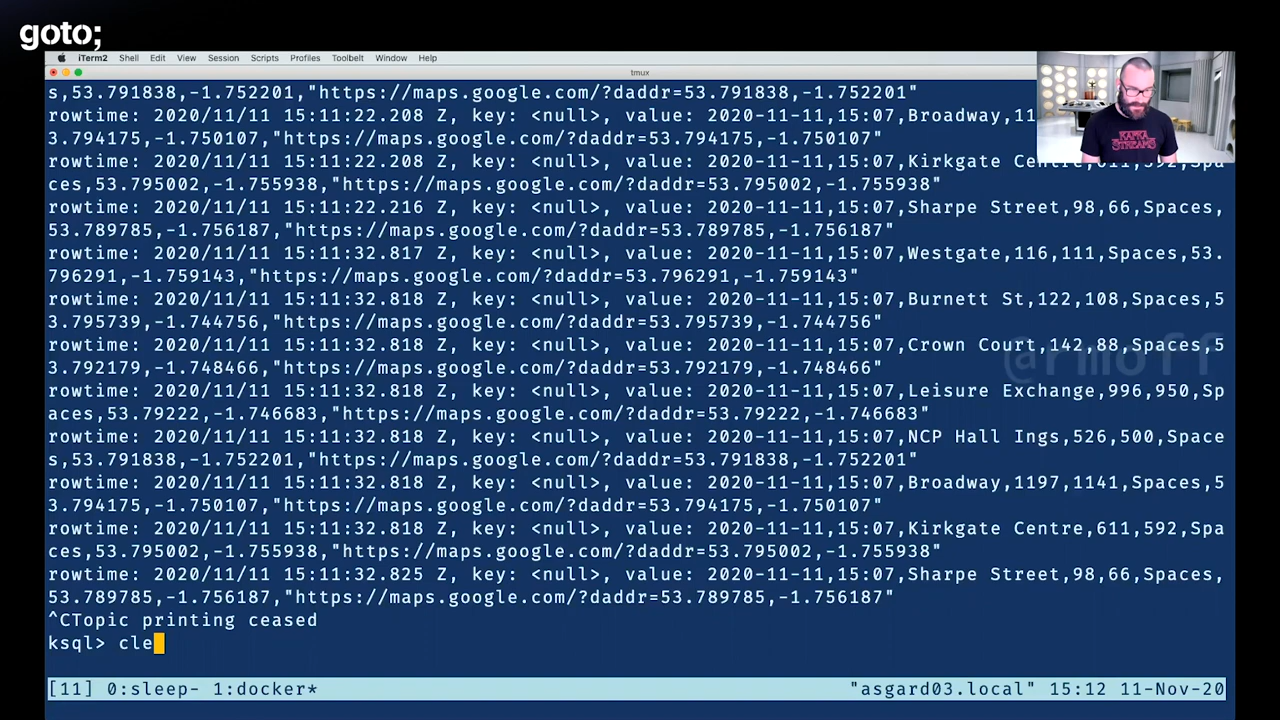 goto;
iTerm2 Shell Edit View Session Scripts Profiles Toolbelt Window Help
tmux
s,53.791838,-1.752201,"https://maps.google.com/?daddr=53.791838,-1.752201"
rowtime: 2020/11/11 15:11:22.208 Z, key: <null>, value: 2020-11-11,15:07,Broadway,11
3.794175,-1.750107,"https://maps.google.com/?daddr=53.794175,-1.750107"
rowtime: 2020/11/11 15:11:22.208 Z, key: <null>, value: 2020-11-11,15:07,Kirkgate Centre,611,592,Spa
ces,53.795002,-1.755938,"https://maps.google.com/?daddr=53.795002,-1.755938"
rowtime: 2020/11/11 15:11:22.216 Z, key: <null>, value: 2020-11-11,15:07,Sharpe Street,98,66,Spaces,
53.789785,-1.756187,"https://maps.google.com/?daddr=53.789785,-1.756187"
rowtime: 2020/11/11 15:11:32.817 Z, key: <null>, value: 2020-11-11,15:07,Westgate,116,111,Spaces,53.
796291,-1.759143,"https://maps.google.com/?daddr=53.796291,-1.759143"
rowtime: 2020/11/11 15:11:32.818 Z, key: <null>, value: 2020-11-11,15:07,Burnett St,122,108,Spaces,5
3.795739,-1.744756,"https://maps.google.com/?daddr=53.795739,-1.744756"
rowtime: 2020/11/11 15:11:32.818 Z, key: <null>, value: 2020-11-11,15:07,Crown Court,142,88,Spaces,5
3.792179,-1.748466,"https://maps.google.com/?daddr=53.792179,-1.748466"
rowtime: 2020/11/11 15:11:32.818 Z, key: <null>, value: 2020-11-11,15:07,Leisure Exchange,996,950,Sp
aces,53.79222,-1.746683,"https://maps.google.com/?daddr=53.79222,-1.746683"
rowtime: 2020/11/11 15:11:32.818 Z, key: <null>, value: 2020-11-11,15:07,NCP Hall Ings,526,500,Space
s,53.791838,-1.752201,"https://maps.google.com/?daddr=53.791838,-1.752201"
rowtime: 2020/11/11 15:11:32.818 Z, key: <null>, value: 2020-11-11,15:07,Broadway,1197,1141,Spaces,5
3.794175,-1.750107,"https://maps.google.com/?daddr=53.794175,-1.750107"
rowtime: 2020/11/11 15:11:32.818 Z, key: <null>, value: 2020-11-11,15:07,Kirkgate Centre,611,592,Spa
ces,53.795002,-1.755938,"https://maps.google.com/?daddr=53.795002,-1.755938"
rowtime: 2020/11/11 15:11:32.825 Z, key: <null>, value: 2020-11-11,15:07,Sharpe Street,98,66,Spaces,
53.789785,-1.756187,"https://maps.google.com/?daddr=53.789785,-1.756187"
^CTopic printing ceased
ksql> cle
[11] 0:sleep- 1:docker* "asgard03.local" 15:12 11-Nov-20
KAFKA
STREAMS
@rmoff